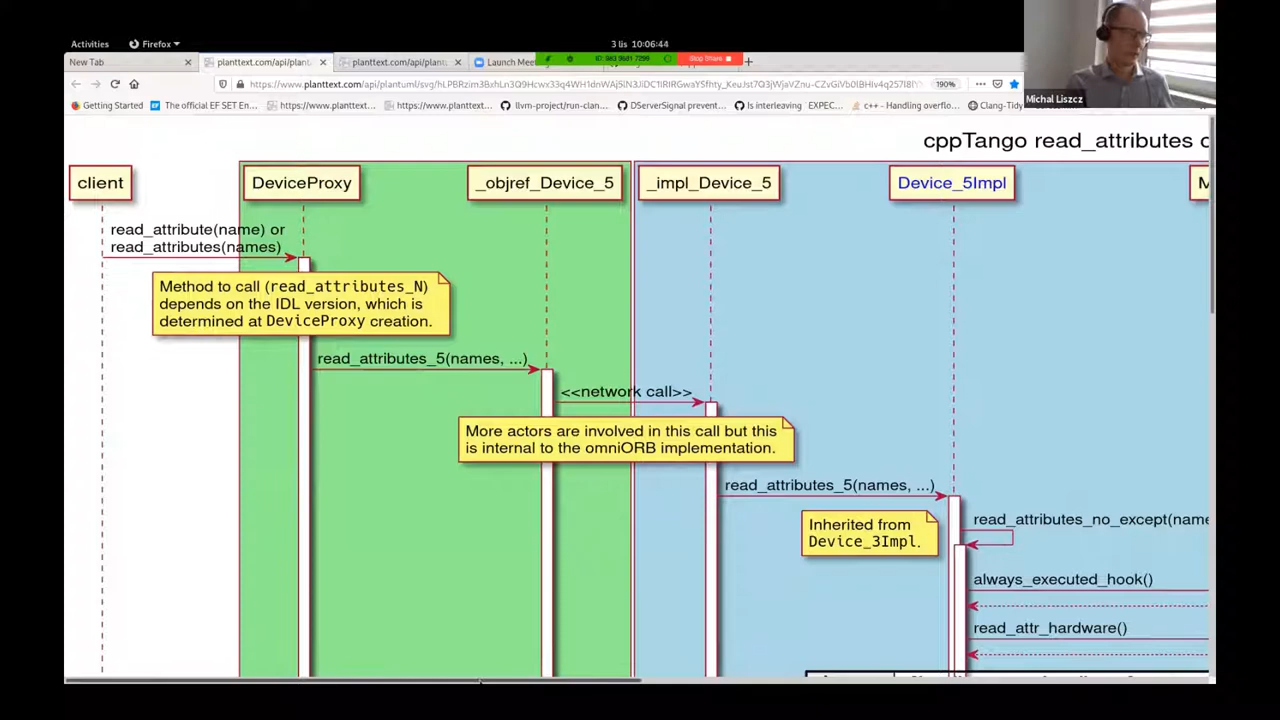 Activities
Firefox
3 lis 10:06:44
New Tab
planttext.com/api/plant
planttext.com/api/plantu
Launch Meet
Stop Share
190%
Getting Started
The official EF SET En
https://www.planttext
https://www.planttext
llvm-project/run-clan
DServerSignal prevent
Is interleaving EXPEC
c++ - Handling overflo
Clang-Tidy
Michal Liszcz
cppTango read_attributes c
client
DeviceProxy
_objref_Device_5
_impl_Device_5
Device_5Impl
M
read_attribute(name) or
read_attributes(names)
Method to call (read_attributes_N)
depends on the IDL version, which is
determined at DeviceProxy creation.
read_attributes_5(names, ...)
<<network call>>
More actors are involved in this call but this
is internal to the omniORB implementation.
read_attributes_5(names, ...)
Inherited from
Device_3Impl.
read_attributes_no_except(name
always_executed_hook()
read_attr_hardware()